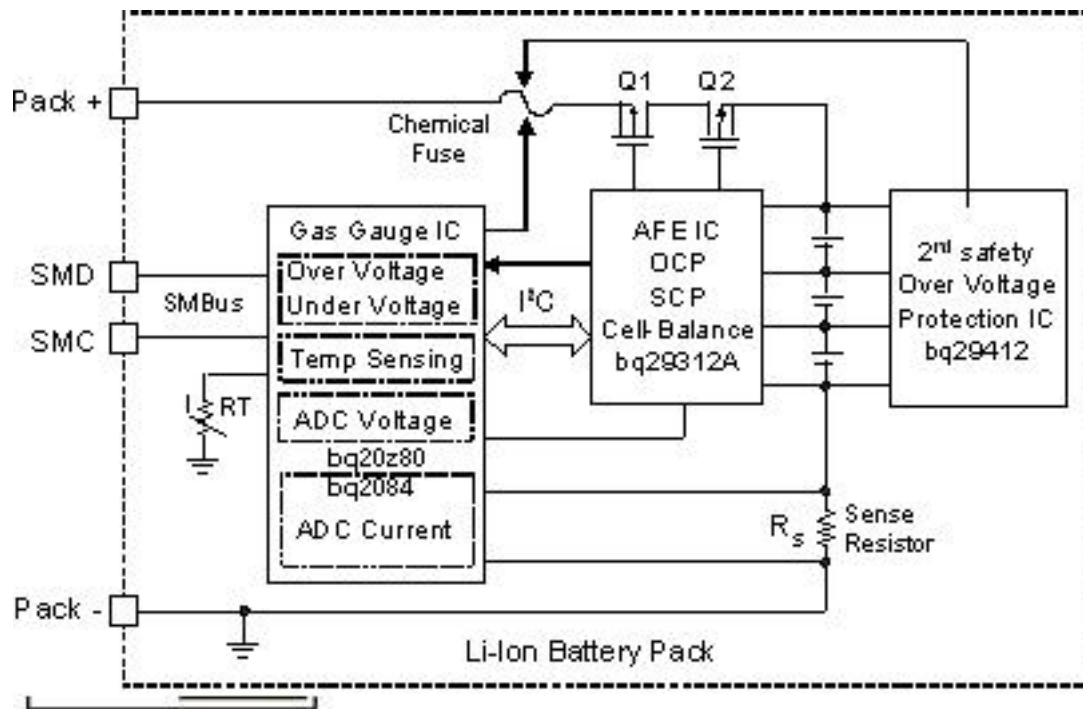 Pack +
Chemical
Fuse
Q1
Q2
Gas Gauge IC
Over Voltage
Under Voltage
Temp Sensing
ADC Voltage
bq20z80
bq2084
ADC Current
SMD
SMBus
SMC
RT
I²C
AFE IC
OCP
SCP
Cell-Balance
bq29312A
2nd safety
Over Voltage
Protection IC
bq29412
Rs
Sense
Resistor
Pack -
Li-Ion Battery Pack